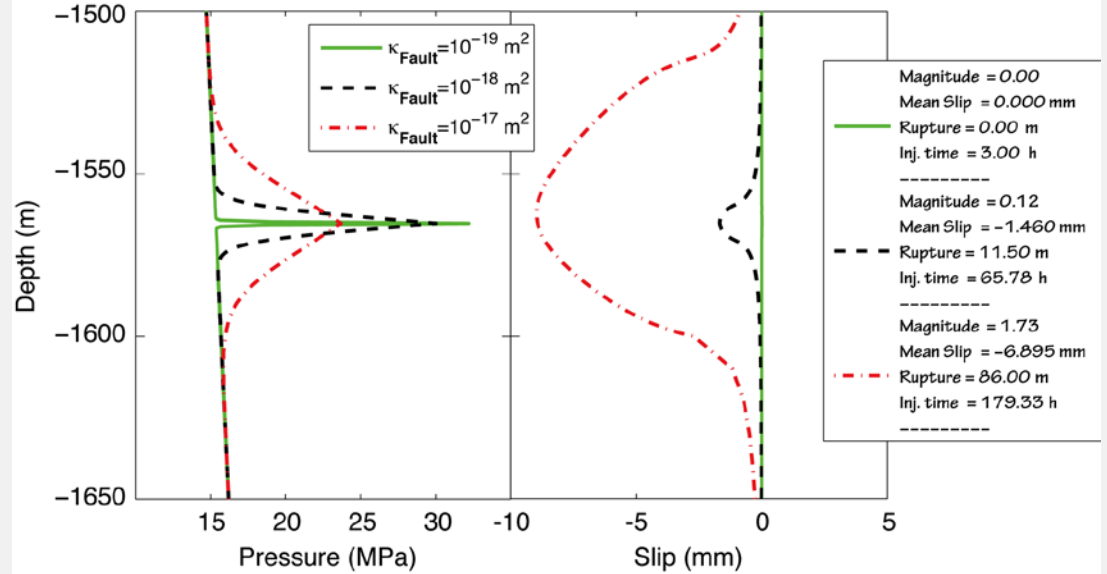 −1500
−1550
−1600
−1650
Depth (m)
κFault=10−19 m2
κFault=10−18 m2
κFault=10−17 m2
15 20 25 30
Pressure (MPa)
-10 -5 0 5
Slip (mm)
Magnitude = 0.00
Mean Slip = 0.000 mm
Rupture = 0.00 m
Inj. time = 3.00 h
_________
Magnitude = 0.12
Mean Slip = −1.460 mm
Rupture = 11.50 m
Inj. time = 65.78 h
_________
Magnitude = 1.73
Mean Slip = −6.895 mm
Rupture = 86.00 m
Inj. time = 179.33 h
_________